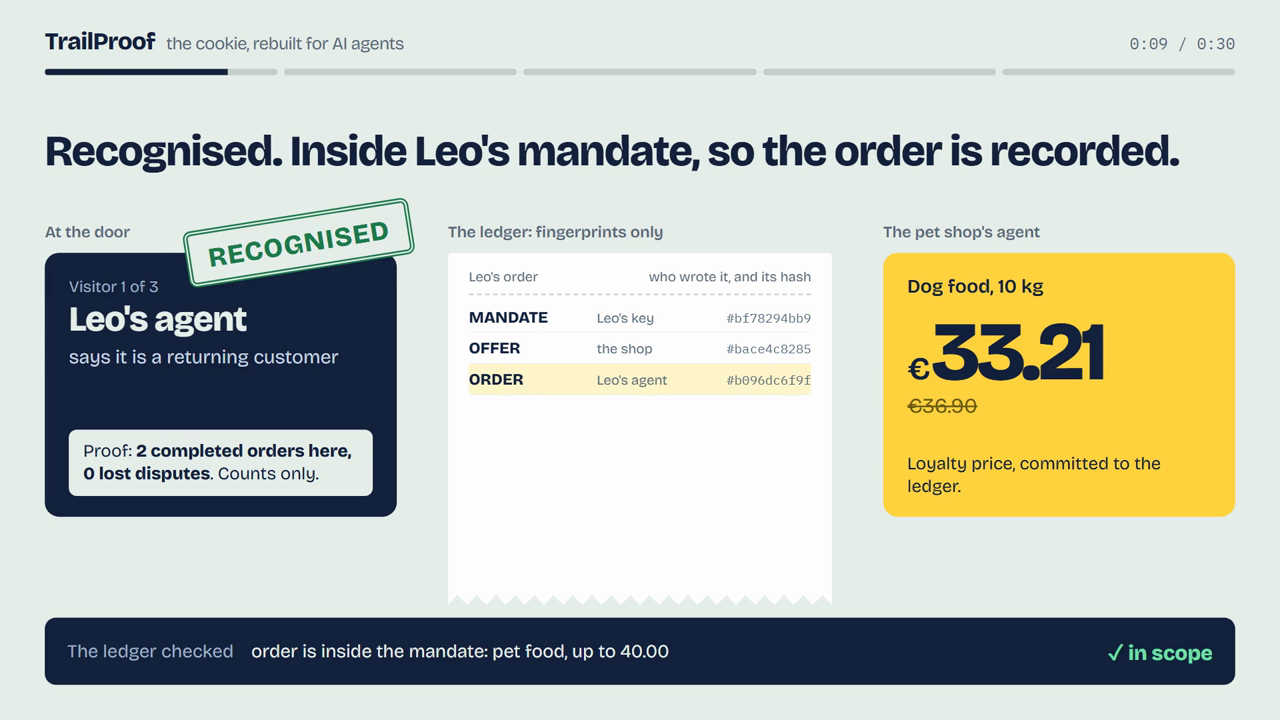 TrailProof the cookie, rebuilt for AI agents
0:09 / 0:30
Recognised. Inside Leo's mandate, so the order is recorded.
At the door
RECOGNISED
Visitor 1 of 3
Leo's agent
says it is a returning customer
Proof: 2 completed orders here,
0 lost disputes. Counts only.
The ledger: fingerprints only
Leo's order who wrote it, and its hash
MANDATE Leo's key #bf78294bb9
OFFER the shop #bace4c8285
ORDER Leo's agent #b096dc6f9f
The pet shop's agent
Dog food, 10 kg
€33.21
€36.90
Loyalty price, committed to the
ledger.
The ledger checked order is inside the mandate: pet food, up to 40.00
✓ in scope